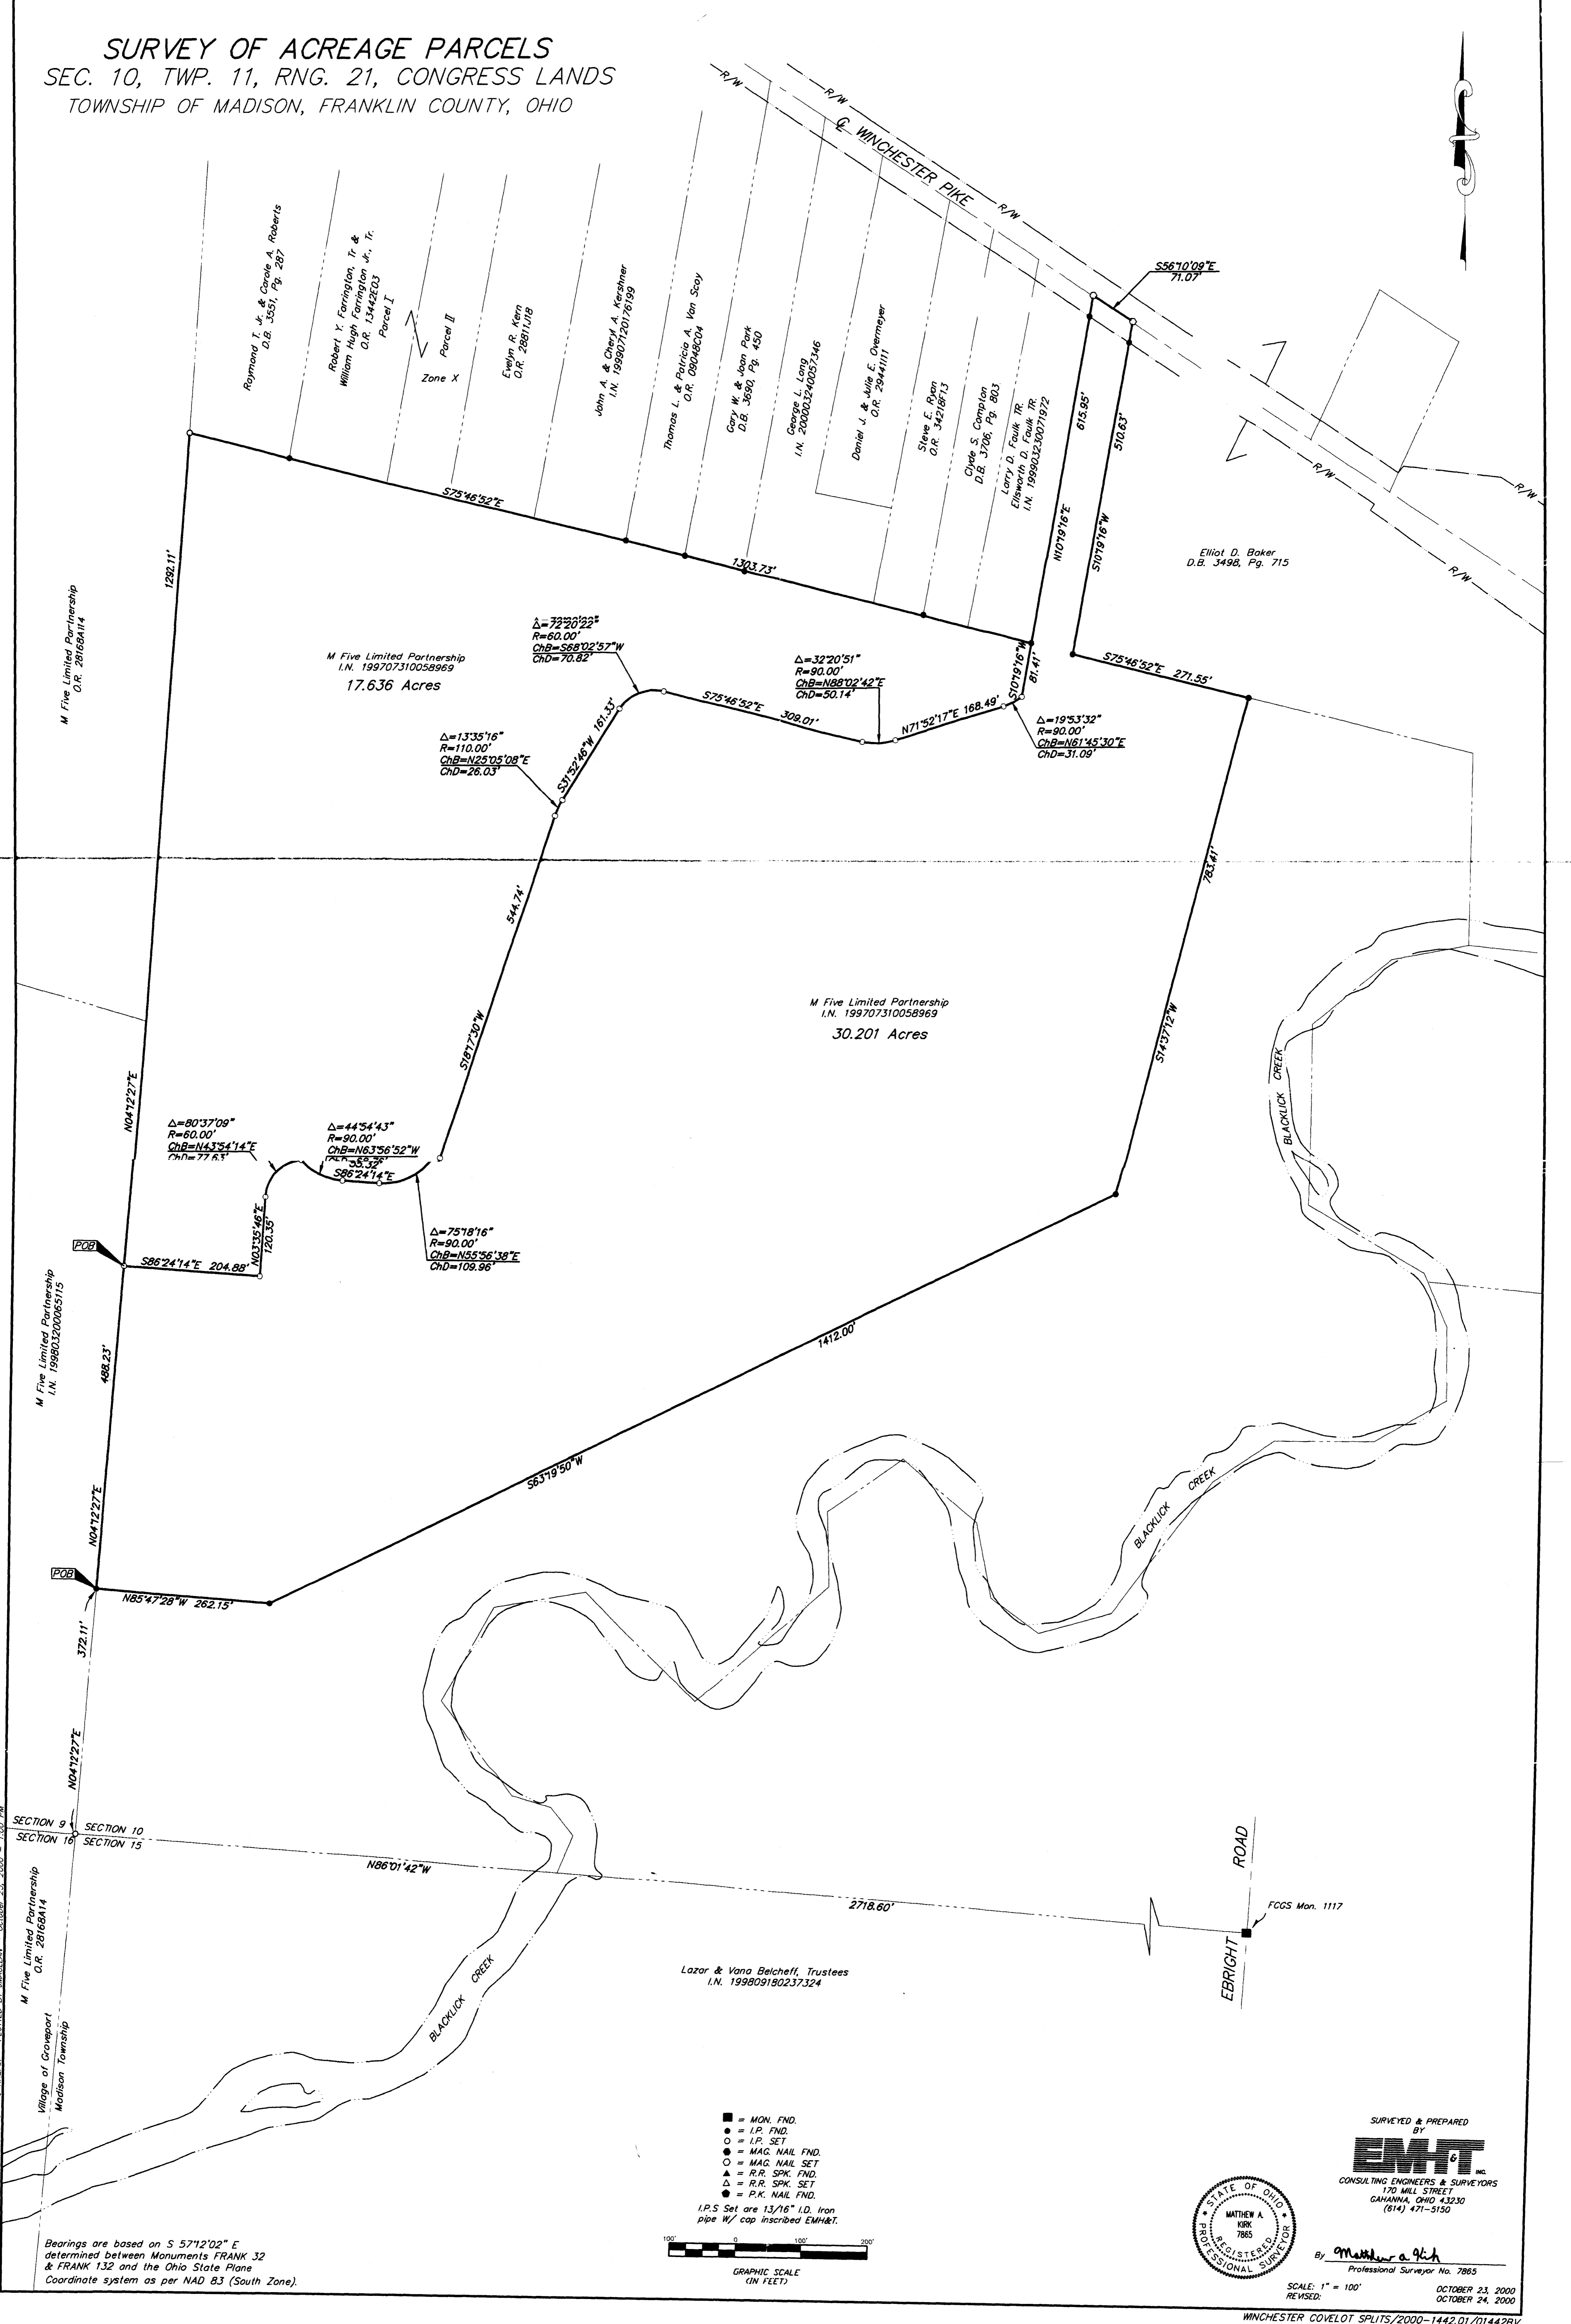 SURVEY OF ACREAGE PARCELS
SEC. 10, TWP. 11, RNG. 21, CONGRESS LANDS
TOWNSHIP OF MADISON, FRANKLIN COUNTY, OHIO
R/W
R/W
℄ WINCHESTER PIKE
R/W
S56°10'09"E
71.07'
Raymond T. Jr. & Carole A. Roberts
D.B. 3551, Pg. 287
Robert Y. Farrington, Tr &
William Hugh Farrington Jr., Tr.
O.R. 13442E03
Parcel I
Parcel II
Zone X
Evelyn R. Kern
O.R. 28811J18
John A. & Cheryl A. Kershner
I.N. 199907120176199
Thomas L. & Patricia A. Van Scoy
O.R. 09048C04
Gary W. & Joan Park
D.B. 3690, Pg. 450
George L. Long
I.N. 200003240057346
Daniel J. & Julie E. Overmeyer
O.R. 29441I11
Steve E. Ryan
O.R. 34218F13
Clyde S. Compton
D.B. 3706, Pg. 803
Larry D. Foulk TR.
Ellsworth D. Foulk TR.
I.N. 199903230071972
615.95'
N10°19'16"E
510.63'
S10°19'16"W
R/W
R/W
R/W
Elliot D. Baker
D.B. 3498, Pg. 715
S75°46'52"E
1303.73'
1292.11'
M Five Limited Partnership
O.R. 28168A114
M Five Limited Partnership
I.N. 199707310058969
17.636 Acres
Δ=72°20'22"
R=60.00'
ChB=S68°02'57"W
ChD=70.82'
Δ=32°20'51"
R=90.00'
ChB=N88°02'42"E
ChD=50.14'
S10°19'16"W
81.41'
S75°46'52"E 271.55'
S75°46'52"E
309.01'
N71°52'17"E 168.49'
Δ=19°53'32"
R=90.00'
ChB=N61°45'30"E
ChD=31.09'
Δ=13°35'16"
R=110.00'
ChB=N25°05'08"E
ChD=26.03'
S31°52'46"W 161.33'
544.74'
S18°17'30"W
783.41'
S14°37'12"W
M Five Limited Partnership
I.N. 199707310058969
30.201 Acres
BLACKLICK CREEK
N04°12'27"E
Δ=80°37'09"
R=60.00'
ChB=N43°54'14"E
ChD=77.63'
Δ=44°54'43"
R=90.00'
ChB=N63°56'52"W
55.32'
S86°24'14"E
Δ=75°18'16"
R=90.00'
ChB=N55°56'38"E
ChD=109.96'
N03°35'46"E
120.35'
POB
S86°24'14"E 204.88'
M Five Limited Partnership
I.N. 199803200065115
488.23'
N04°12'27"E
1412.00'
S63°19'50"W
BLACKLICK CREEK
POB
N85°47'28"W 262.15'
372.11'
N04°12'27"E
SECTION 9
SECTION 10
SECTION 16
SECTION 15
N86°01'42"W
2718.60'
EBRIGHT ROAD
FCGS Mon. 1117
M Five Limited Partnership
O.R. 28168A14
Village of Groveport
Madison Township
BLACKLICK CREEK
Lazar & Vana Belcheff, Trustees
I.N. 199809180237324
■ = MON. FND.
● = I.P. FND.
○ = I.P. SET
● = MAG. NAIL FND.
○ = MAG. NAIL SET
▲ = R.R. SPK. FND.
△ = R.R. SPK. SET
⬟ = P.K. NAIL FND.
I.P.S Set are 13/16" I.D. Iron
pipe W/ cap inscribed EMH&T.
100' 0 100' 200'
GRAPHIC SCALE
(IN FEET)
Bearings are based on S 57°12'02" E
determined between Monuments FRANK 32
& FRANK 132 and the Ohio State Plane
Coordinate system as per NAD 83 (South Zone).
SURVEYED & PREPARED
BY
EMH&T INC.
CONSULTING ENGINEERS & SURVEYORS
170 MILL STREET
GAHANNA, OHIO 43230
(614) 471-5150
STATE OF OHIO
MATTHEW A.
KIRK
7865
REGISTERED
PROFESSIONAL SURVEYOR
By Matthew A Kirk
Professional Surveyor No. 7865
SCALE: 1" = 100'
OCTOBER 23, 2000
REVISED:
OCTOBER 24, 2000
WINCHESTER COVELOT SPLITS/2000-1442.01/01442BV